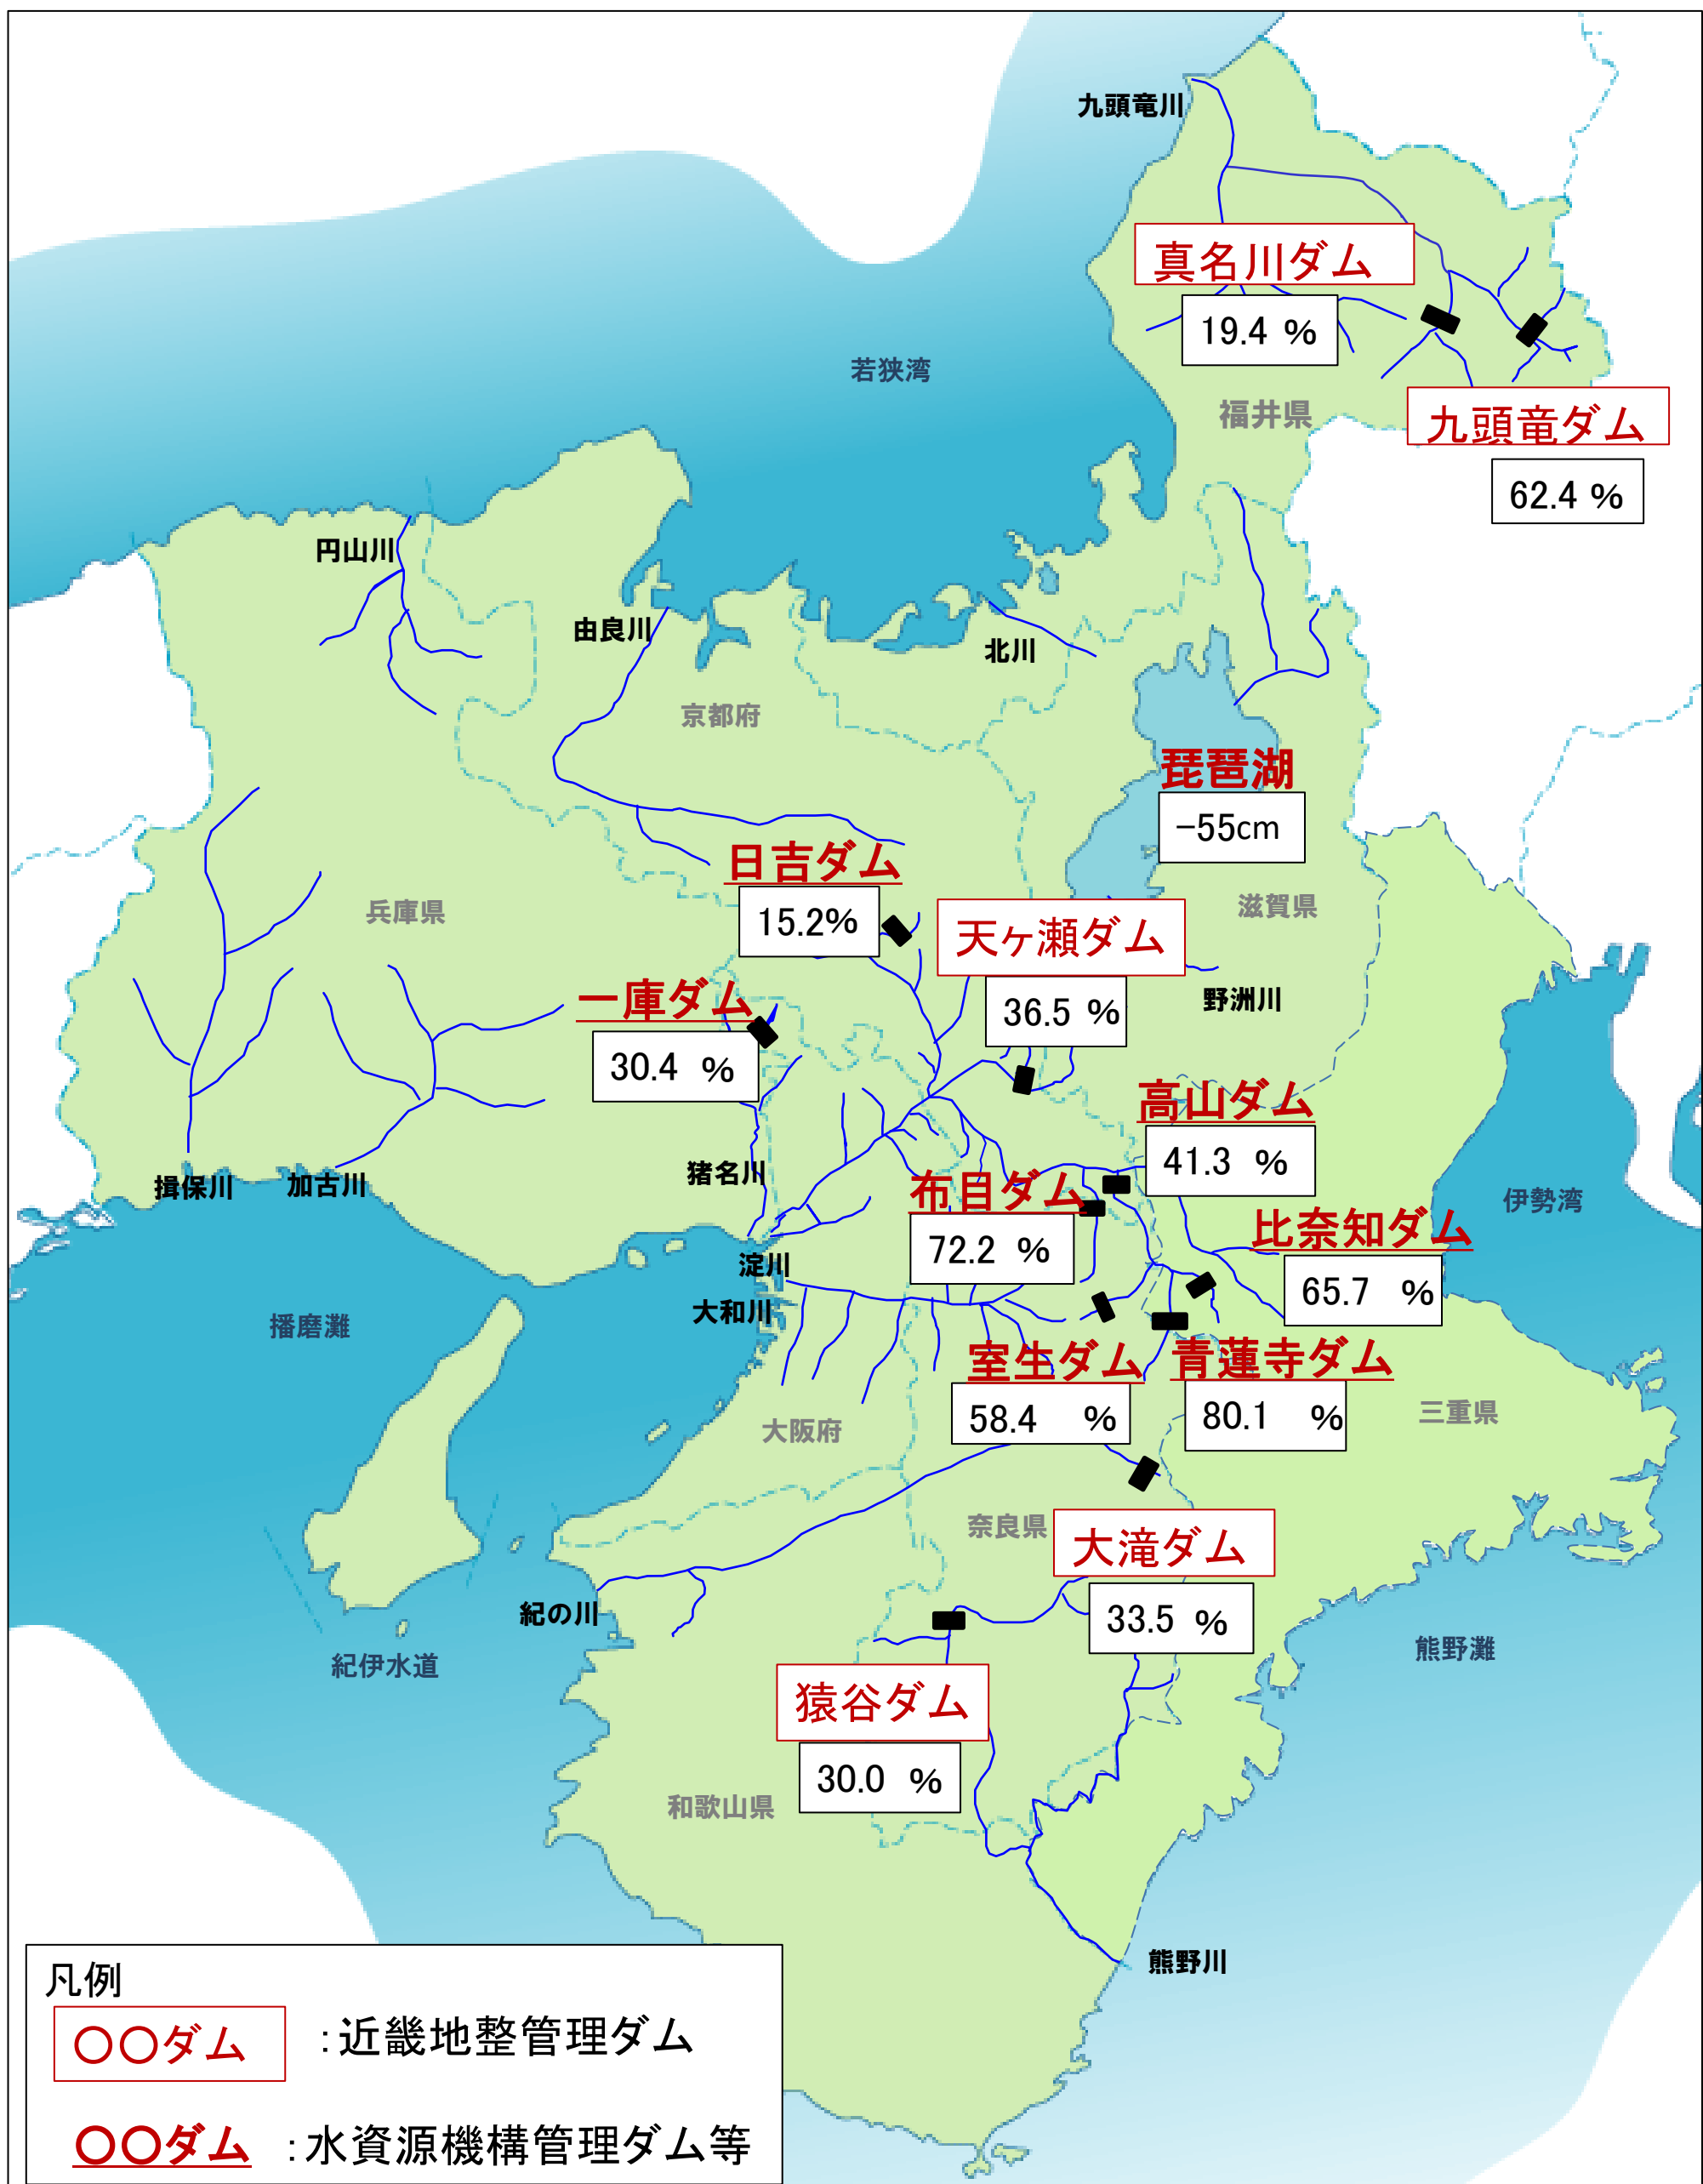 九頭竜川
真名川ダム
19.4 %
若狭湾
福井県
九頭竜ダム
62.4 %
円山川
由良川
北川
京都府
琵琶湖
-55cm
日吉ダム
15.2%
兵庫県
滋賀県
天ヶ瀬ダム
36.5 %
野洲川
一庫ダム
30.4 %
高山ダム
41.3 %
猪名川
揖保川
加古川
布目ダム
72.2 %
伊勢湾
比奈知ダム
65.7 %
淀川
大和川
播磨灘
室生ダム
58.4 %
青蓮寺ダム
80.1 %
三重県
大阪府
奈良県
大滝ダム
33.5 %
紀の川
紀伊水道
熊野灘
猿谷ダム
30.0 %
和歌山県
熊野川
凡例
○○ダム :近畿地整管理ダム
○○ダム :水資源機構管理ダム等